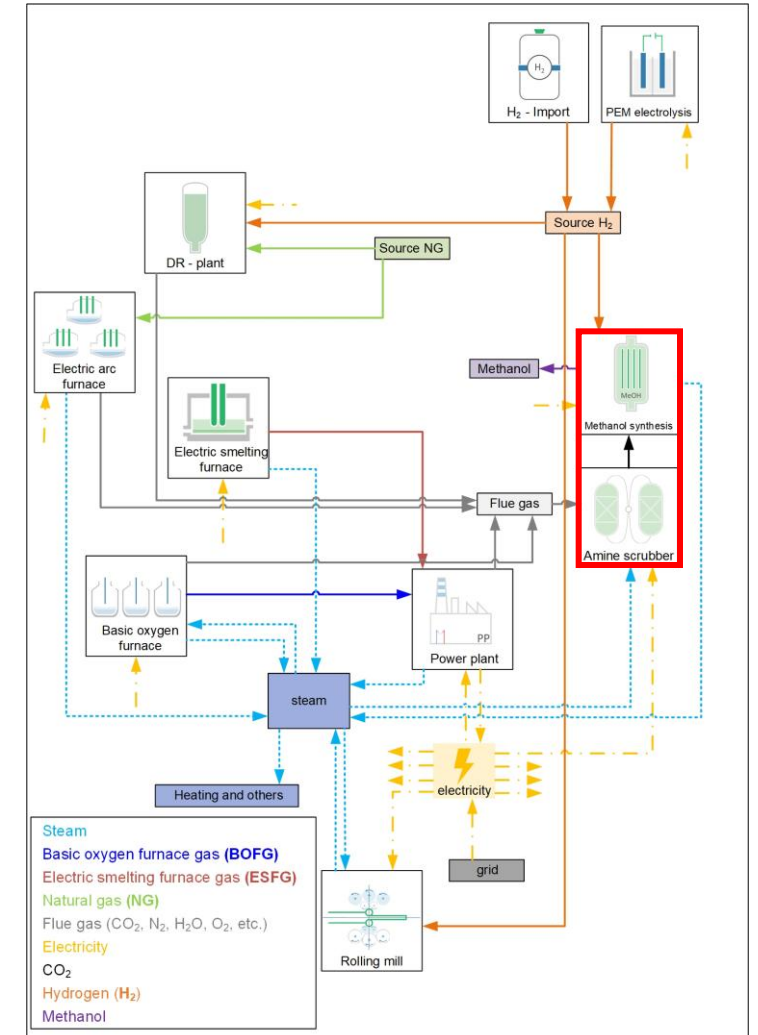 H₂
H₂ - Import
PEM electrolysis
Source H₂
DR - plant
Source NG
Electric arc
furnace
Methanol
MeOH
Methanol synthesis
Electric smelting
furnace
Flue gas
Amine scrubber
Basic oxygen
furnace
PP
Power plant
steam
electricity
Heating and others
grid
Rolling mill
Steam
Basic oxygen furnace gas (BOFG)
Electric smelting furnace gas (ESFG)
Natural gas (NG)
Flue gas (CO₂, N₂, H₂O, O₂, etc.)
Electricity
CO₂
Hydrogen (H₂)
Methanol